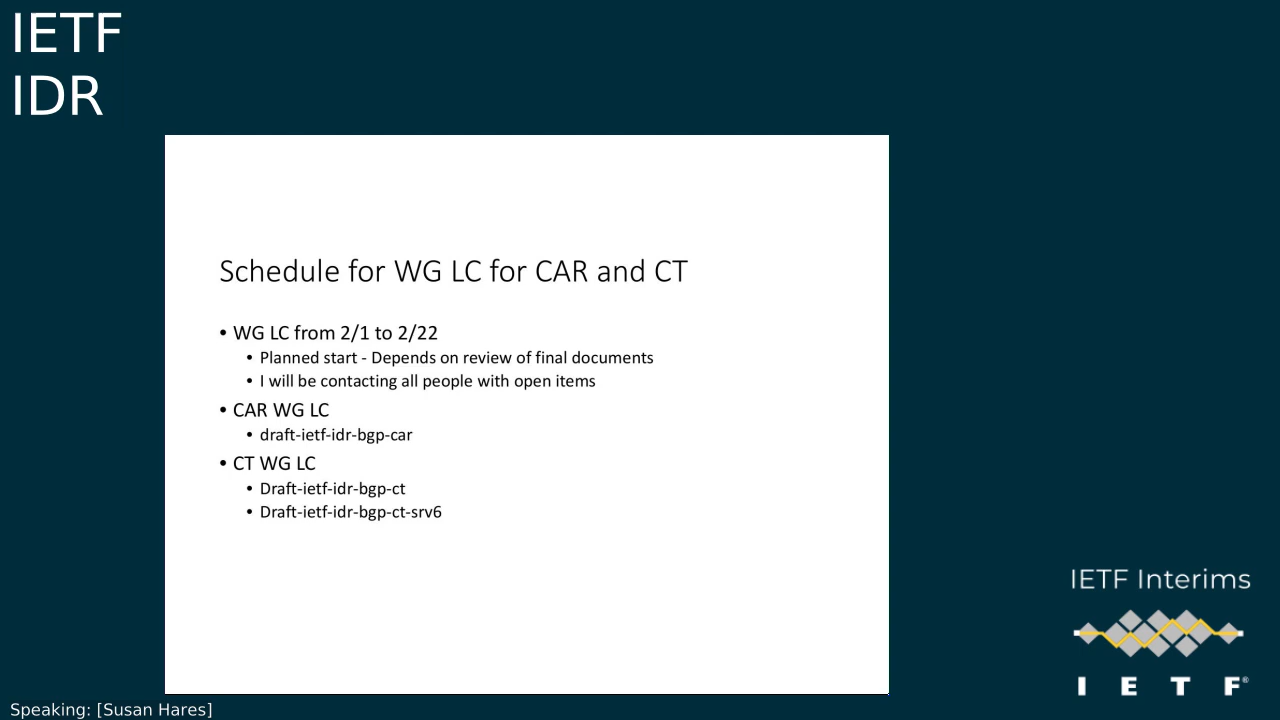 IETF
IDR
Schedule for WG LC for CAR and CT
• WG LC from 2/1 to 2/22
• Planned start - Depends on review of final documents
• I will be contacting all people with open items
• CAR WG LC
• draft-ietf-idr-bgp-car
• CT WG LC
• Draft-ietf-idr-bgp-ct
• Draft-ietf-idr-bgp-ct-srv6
IETF Interims
I E T F®
Speaking: [Susan Hares]